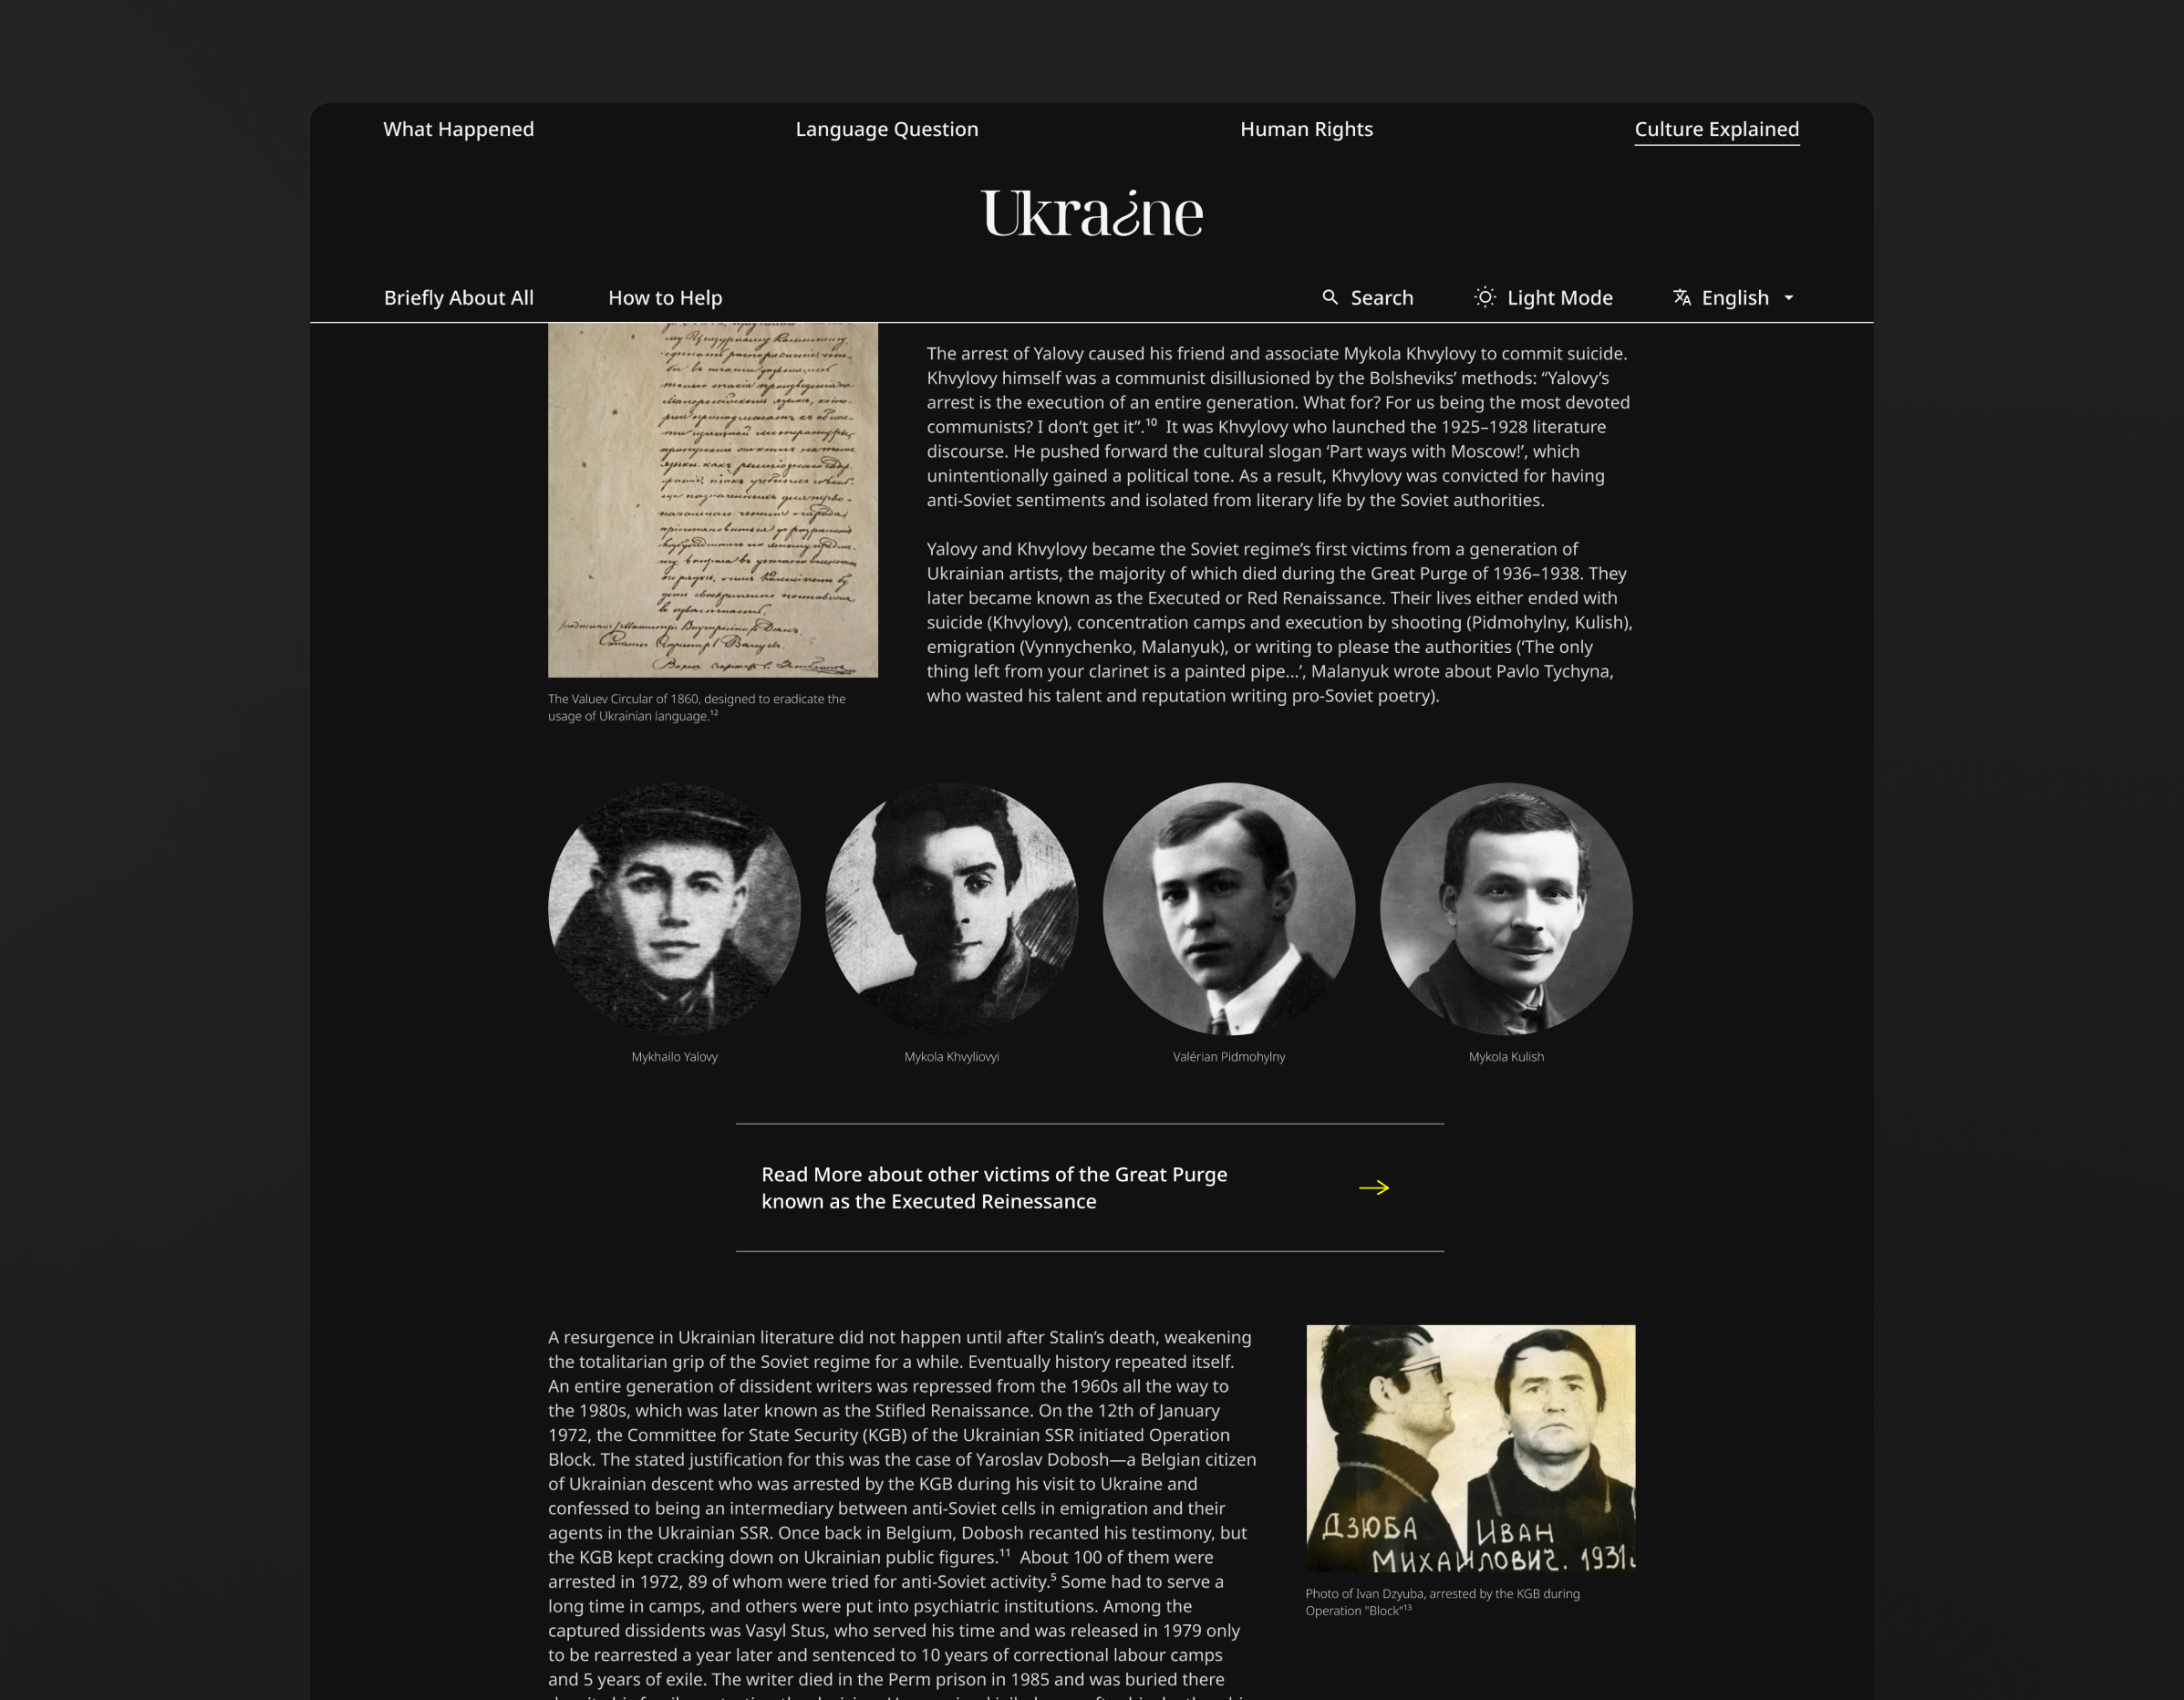 What Happened
Language Question
Human Rights
Culture Explained
Ukraine
Briefly About All
How to Help
Search
Light Mode
English
The Valuev Circular of 1860, designed to eradicate the
usage of Ukrainian language.¹²
The arrest of Yalovy caused his friend and associate Mykola Khvylovy to commit suicide.
Khvylovy himself was a communist disillusioned by the Bolsheviks’ methods: “Yalovy’s
arrest is the execution of an entire generation. What for? For us being the most devoted
communists? I don’t get it”.¹⁰ It was Khvylovy who launched the 1925–1928 literature
discourse. He pushed forward the cultural slogan ‘Part ways with Moscow!’, which
unintentionally gained a political tone. As a result, Khvylovy was convicted for having
anti-Soviet sentiments and isolated from literary life by the Soviet authorities.
Yalovy and Khvylovy became the Soviet regime’s first victims from a generation of
Ukrainian artists, the majority of which died during the Great Purge of 1936–1938. They
later became known as the Executed or Red Renaissance. Their lives either ended with
suicide (Khvylovy), concentration camps and execution by shooting (Pidmohylny, Kulish),
emigration (Vynnychenko, Malanyuk), or writing to please the authorities (‘The only
thing left from your clarinet is a painted pipe...’, Malanyuk wrote about Pavlo Tychyna,
who wasted his talent and reputation writing pro-Soviet poetry).
Mykhailo Yalovy
Mykola Khvyliovyi
Valérian Pidmohylny
Mykola Kulish
Read More about other victims of the Great Purge
known as the Executed Reinessance
A resurgence in Ukrainian literature did not happen until after Stalin’s death, weakening
the totalitarian grip of the Soviet regime for a while. Eventually history repeated itself.
An entire generation of dissident writers was repressed from the 1960s all the way to
the 1980s, which was later known as the Stifled Renaissance. On the 12th of January
1972, the Committee for State Security (KGB) of the Ukrainian SSR initiated Operation
Block. The stated justification for this was the case of Yaroslav Dobosh—a Belgian citizen
of Ukrainian descent who was arrested by the KGB during his visit to Ukraine and
confessed to being an intermediary between anti-Soviet cells in emigration and their
agents in the Ukrainian SSR. Once back in Belgium, Dobosh recanted his testimony, but
the KGB kept cracking down on Ukrainian public figures.¹¹ About 100 of them were
arrested in 1972, 89 of whom were tried for anti-Soviet activity.⁵ Some had to serve a
long time in camps, and others were put into psychiatric institutions. Among the
captured dissidents was Vasyl Stus, who served his time and was released in 1979 only
to be rearrested a year later and sentenced to 10 years of correctional labour camps
and 5 years of exile. The writer died in the Perm prison in 1985 and was buried there
ДЗЮБА ИВАН
МИХАЙЛОВИЧ. 1931
Photo of Ivan Dzyuba, arrested by the KGB during
Operation "Block"¹³